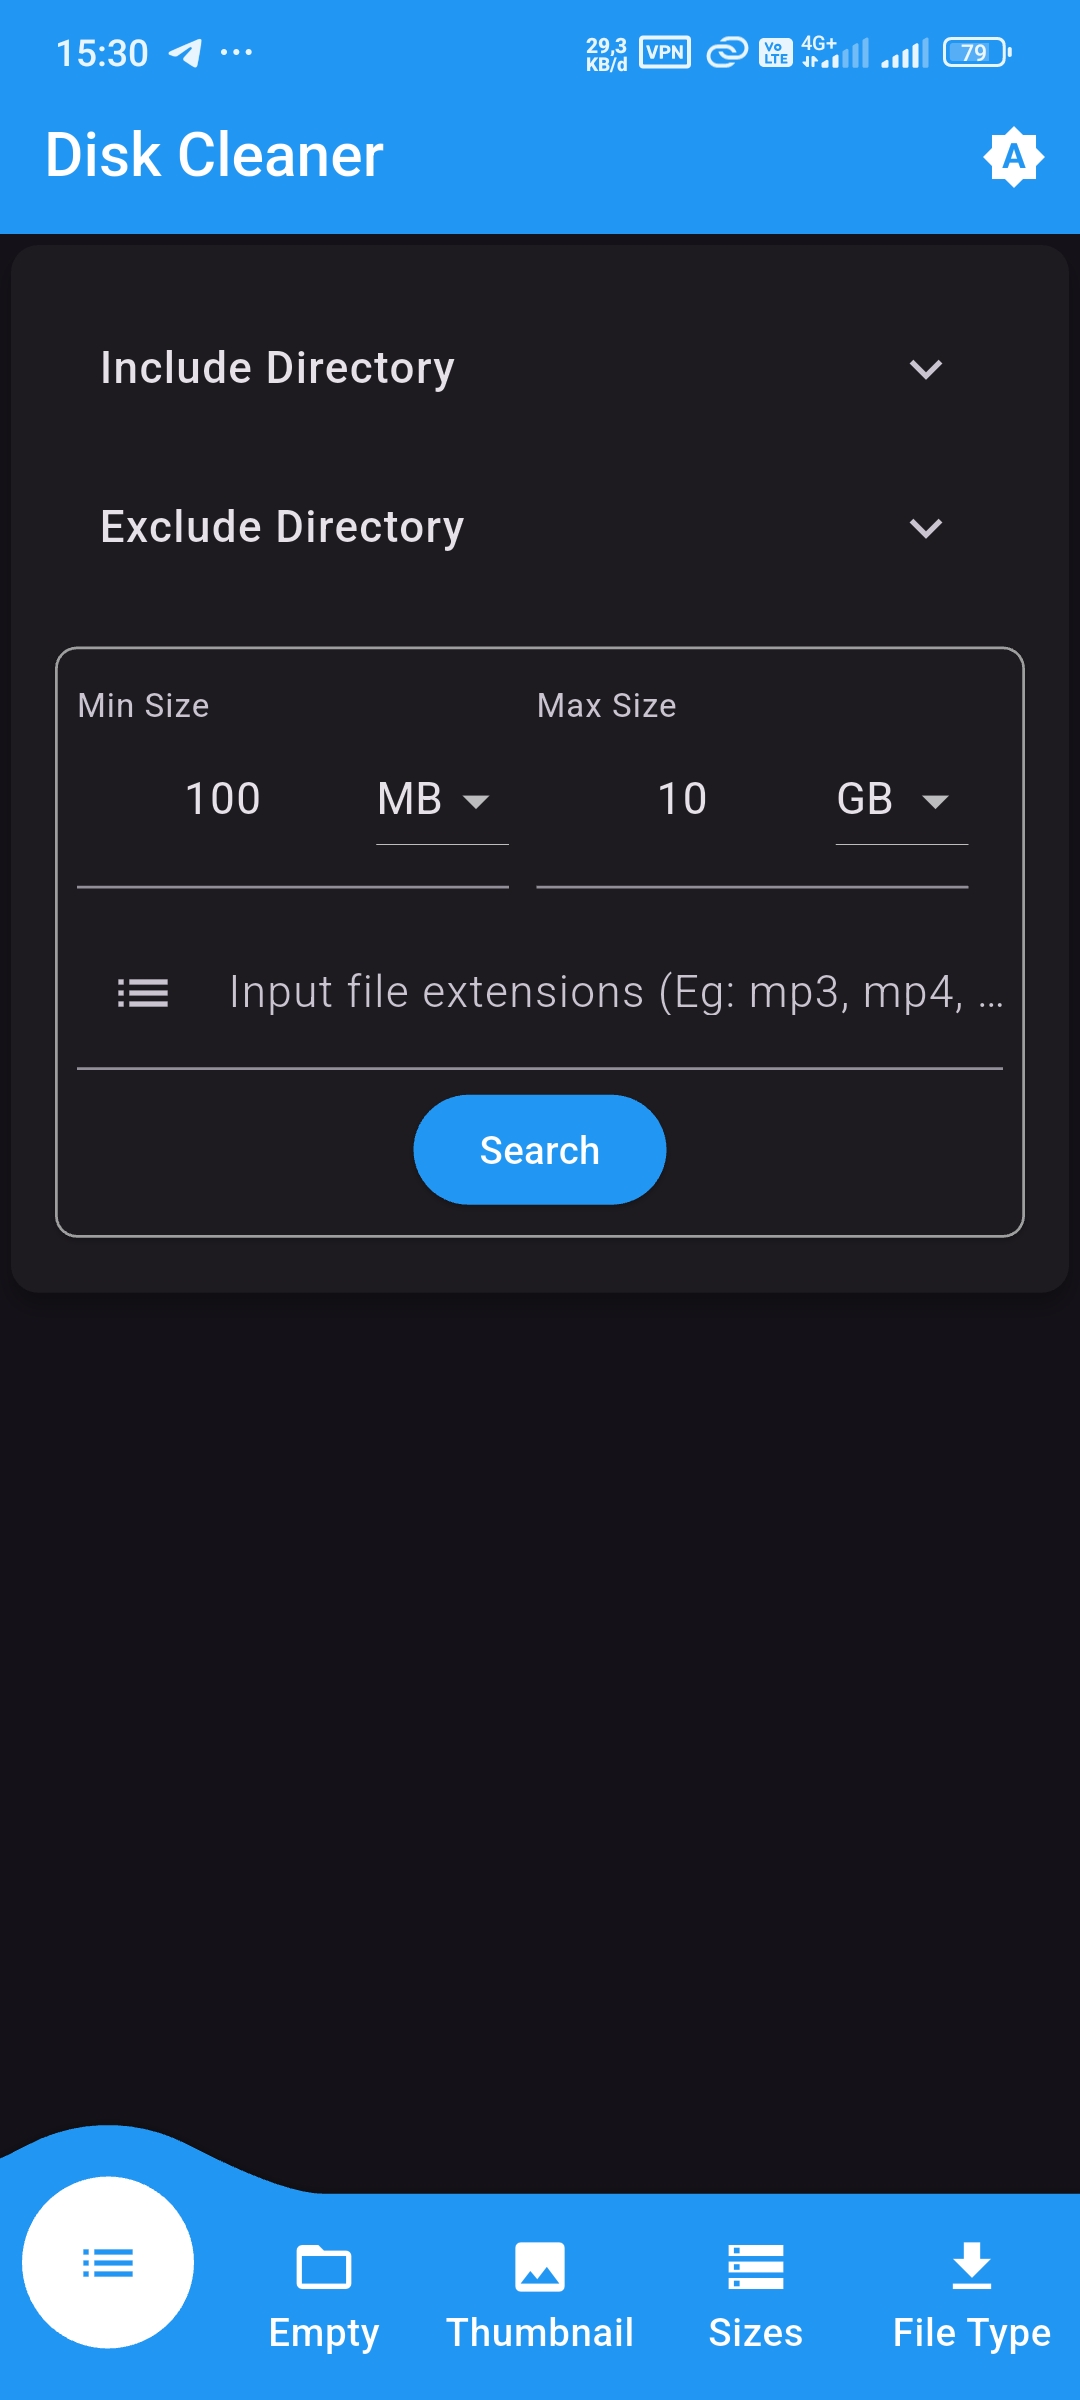 15:30 ... 29,3 KB/d VPN Vo LTE 4G+ 79
Disk Cleaner A
Include Directory
Exclude Directory
Min Size Max Size
100 MB 10 GB
Input file extensions (Eg: mp3, mp4, ...
Search
Empty Thumbnail Sizes File Type